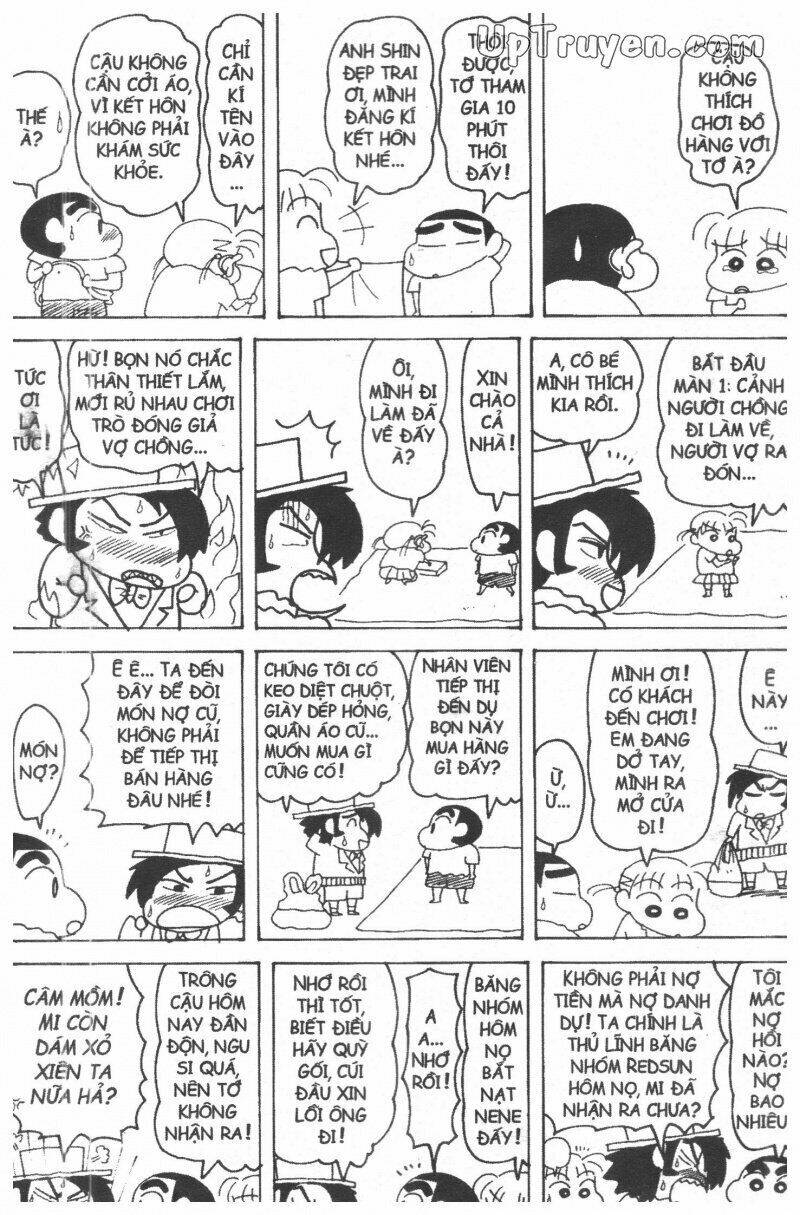 UpTruyen.com
CẬU
KHÔNG
THÍCH
CHƠI ĐỒ
HÀNG VỚI
TỚ À?
THÔI
ĐƯỢC,
TỚ THAM
GIA 10
PHÚT
THÔI
ĐẤY!
ANH SHIN
ĐẸP TRAI
ƠI, MÌNH
ĐĂNG KÍ
KẾT HÔN
NHÉ...
CHỈ
CẦN
KÍ
TÊN
VÀO
ĐÂY
...
CẬU KHÔNG
CẦN CỞI ÁO,
VÌ KẾT HÔN
KHÔNG PHẢI
KHÁM SỨC
KHỎE.
THẾ
À?
BẮT ĐẦU
MÀN 1: CẢNH
NGƯỜI CHỒNG
ĐI LÀM VỀ,
NGƯỜI VỢ RA
ĐÓN...
A, CÔ BÉ
MÌNH THÍCH
KIA RỒI.
XIN
CHÀO
CẢ
NHÀ!
ÔI,
MÌNH ĐI
LÀM ĐÃ
VỀ ĐẤY
À?
HỪ! BỌN NÓ CHẮC
THÂN THIẾT LẮM,
MỚI RỦ NHAU CHƠI
TRÒ ĐÓNG GIẢ
VỢ CHỒNG...
TỨC
ƠI
LÀ
TỨC!
Ê
NÀY
...
MÌNH ƠI!
CÓ KHÁCH
ĐẾN CHƠI!
EM ĐANG
DỞ TAY,
MÌNH RA
MỞ CỬA
ĐI!
Ừ,
Ừ...
NHÂN VIÊN
TIẾP THỊ
ĐẾN DỤ
BỌN NÀY
MUA HÀNG
GÌ ĐẤY?
CHÚNG TÔI CÓ
KEO DIỆT CHUỘT,
GIÀY DÉP HỎNG,
QUẦN ÁO CŨ...
MUỐN MUA GÌ
CŨNG CÓ!
Ê Ê... TA ĐẾN
ĐÂY ĐỂ ĐÒI
MÓN NỢ CŨ,
KHÔNG PHẢI
ĐỂ TIẾP THỊ
BÁN HÀNG
ĐÂU NHÉ!
MÓN
NỢ?
TÔI
MẮC
NỢ
HỒI
NÀO?
NỢ
BAO
NHIÊU?
KHÔNG PHẢI NỢ
TIỀN MÀ NỢ DANH
DỰ! TA CHÍNH LÀ
THỦ LĨNH BĂNG
NHÓM REDSUN
HÔM NỌ, MI ĐÃ
NHẬN RA CHƯA?
BĂNG
NHÓM
HÔM
NỌ
BẮT
NẠT
NENE
ĐẤY!
A
A...
NHỚ
RỒI!
NHỚ RỒI
THÌ TỐT,
BIẾT ĐIỀU
HÃY QUỲ
GỐI, CÚI
ĐẦU XIN
LỖI ÔNG
ĐI!
TRÔNG
CẬU HÔM
NAY ĐẦN
ĐỘN, NGU
SI QUÁ,
NÊN TỚ
KHÔNG
NHẬN RA!
CÂM MỒM!
MI CÒN
DÁM XỎ
XIÊN TA
NỮA HẢ?